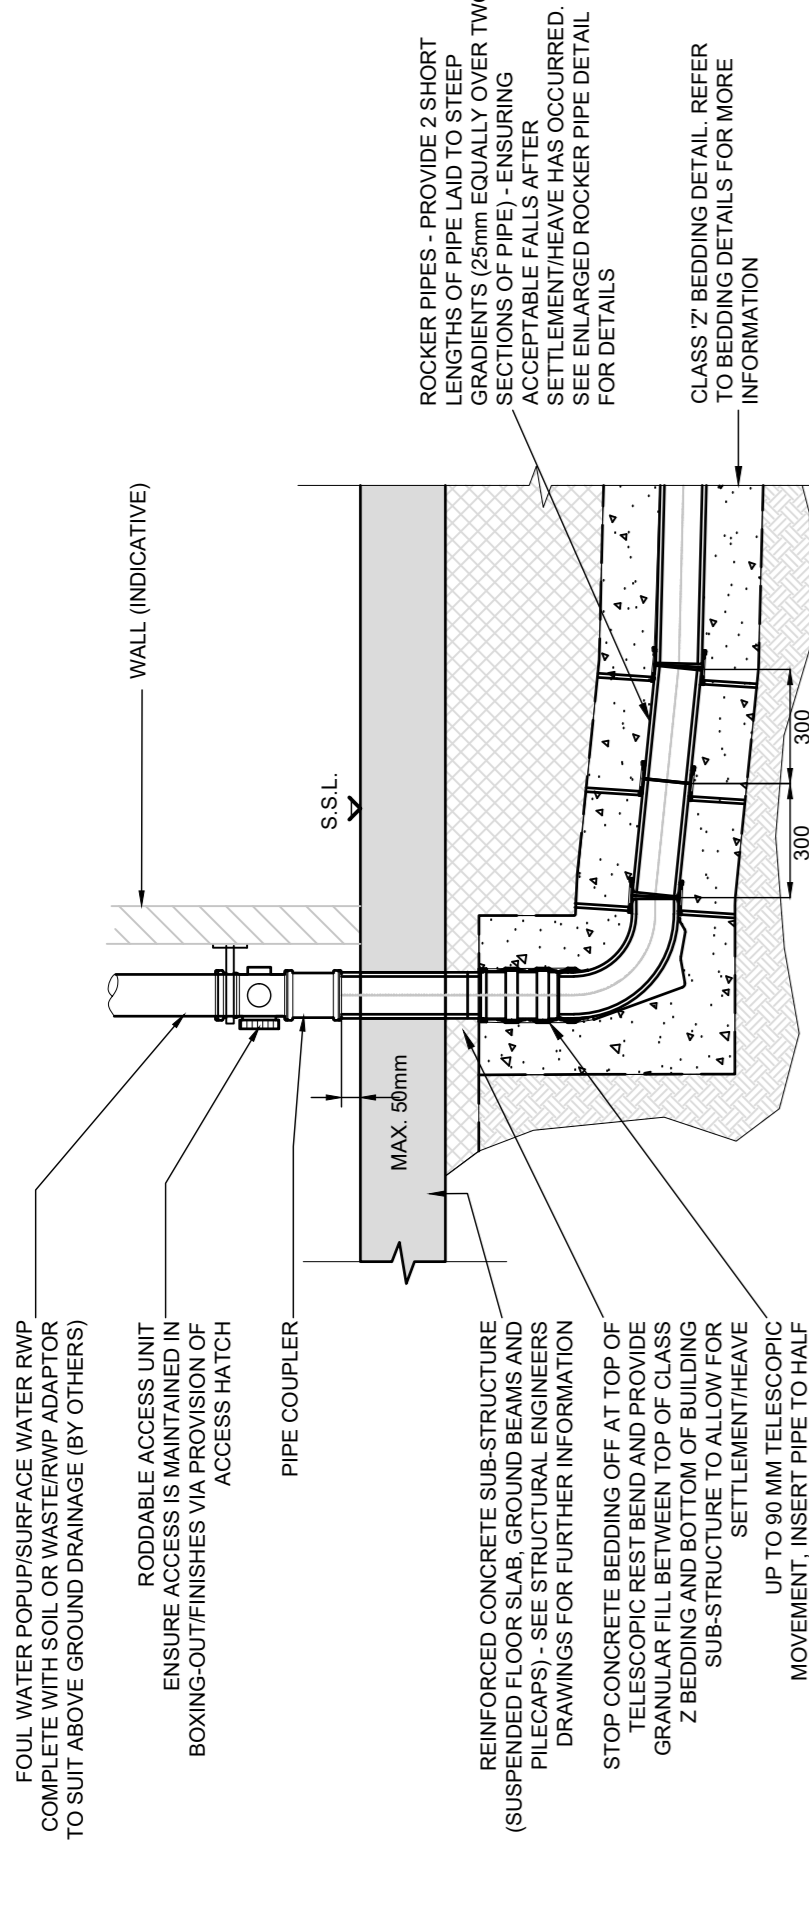 FOUL WATER POPUP/SURFACE WATER RWP
COMPLETE WITH SOIL OR WASTE/RWP ADAPTOR
TO SUIT ABOVE GROUND DRAINAGE (BY OTHERS)
RODDABLE ACCESS UNIT
ENSURE ACCESS IS MAINTAINED IN
BOXING-OUT/FINISHES VIA PROVISION OF
ACCESS HATCH
PIPE COUPLER
REINFORCED CONCRETE SUB-STRUCTURE
(SUSPENDED FLOOR SLAB, GROUND BEAMS AND
PILECAPS) - SEE STRUCTURAL ENGINEERS
DRAWINGS FOR FURTHER INFORMATION
STOP CONCRETE BEDDING OFF AT TOP OF
TELESCOPIC REST BEND AND PROVIDE
GRANULAR FILL BETWEEN TOP OF CLASS
Z BEDDING AND BOTTOM OF BUILDING
SUB-STRUCTURE TO ALLOW FOR
SETTLEMENT/HEAVE
UP TO 90 MM TELESCOPIC
MOVEMENT, INSERT PIPE TO HALF
MAX. 50mm
WALL (INDICATIVE)
S.S.L.
300
300
ROCKER PIPES - PROVIDE 2 SHORT
LENGTHS OF PIPE LAID TO STEEP
GRADIENTS (25mm EQUALLY OVER TWO
SECTIONS OF PIPE) - ENSURING
ACCEPTABLE FALLS AFTER
SETTLEMENT/HEAVE HAS OCCURRED.
SEE ENLARGED ROCKER PIPE DETAIL
FOR DETAILS
CLASS 'Z' BEDDING DETAIL. REFER
TO BEDDING DETAILS FOR MORE
INFORMATION